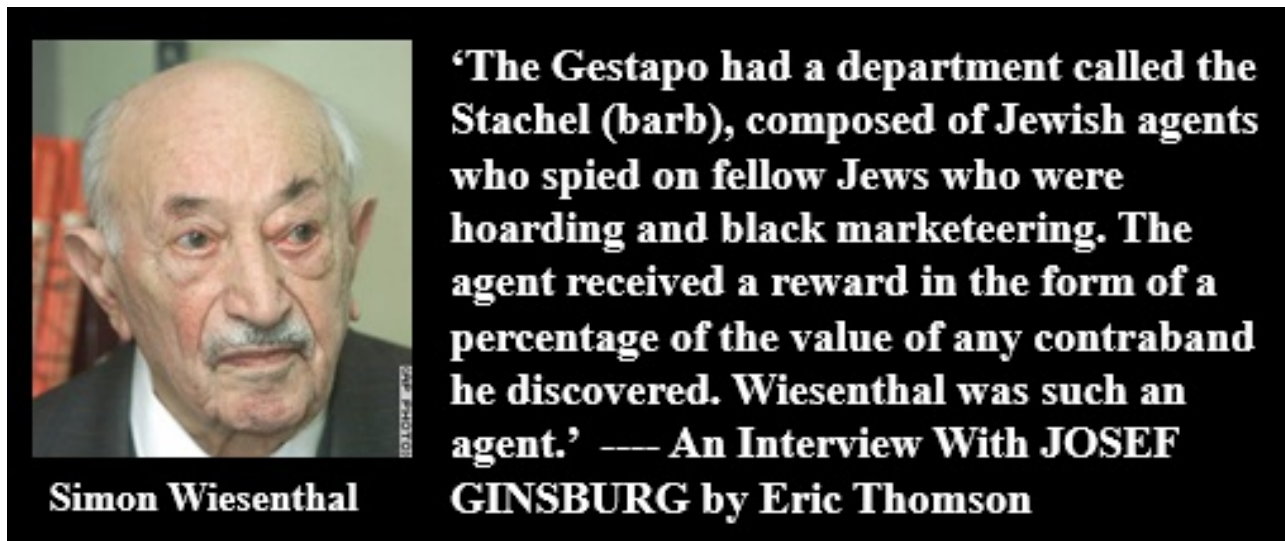 ‘The Gestapo had a department called the
Stachel (barb), composed of Jewish agents
who spied on fellow Jews who were
hoarding and black marketeering. The
agent received a reward in the form of a
percentage of the value of any contraband
he discovered. Wiesenthal was such an
agent.’ ---- An Interview With JOSEF
GINSBURG by Eric Thomson
AP PHOTO
Simon Wiesenthal